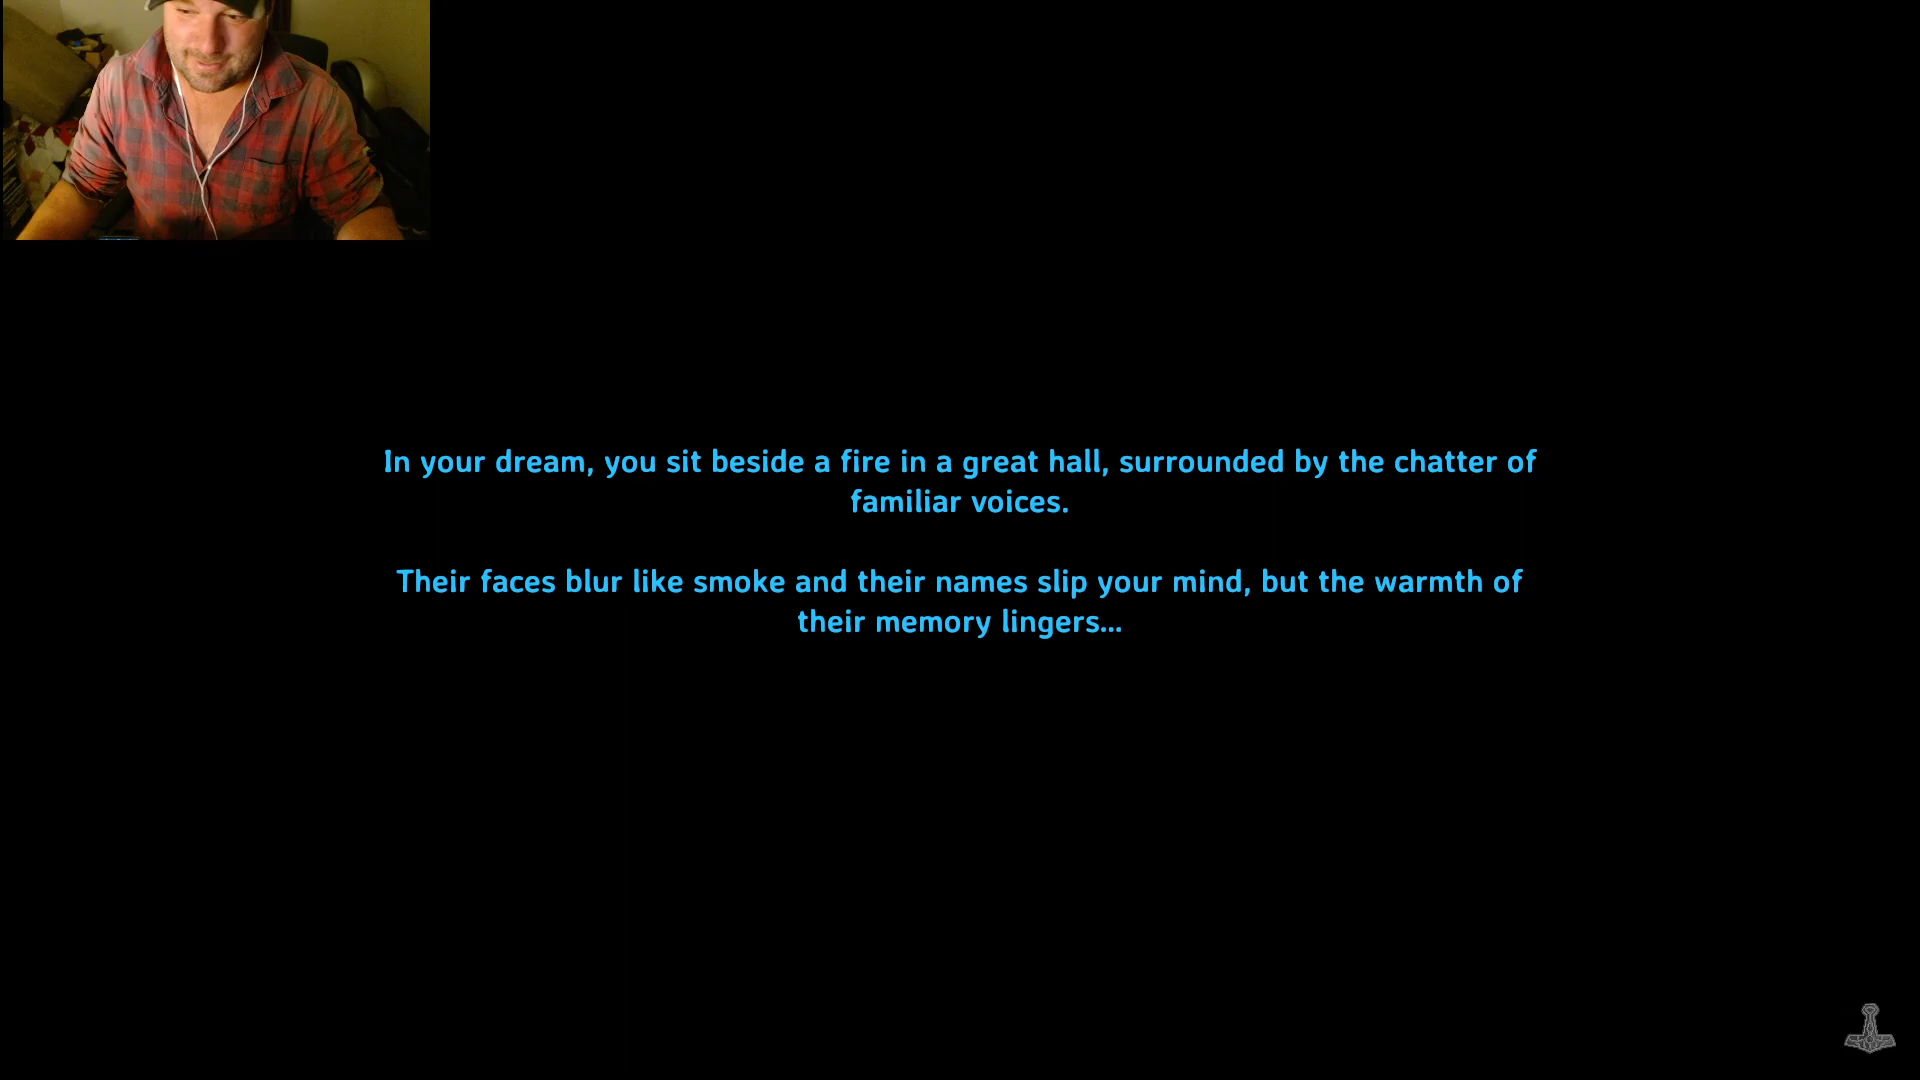 In your dream, you sit beside a fire in a great hall, surrounded by the chatter of
familiar voices.
Their faces blur like smoke and their names slip your mind, but the warmth of
their memory lingers...